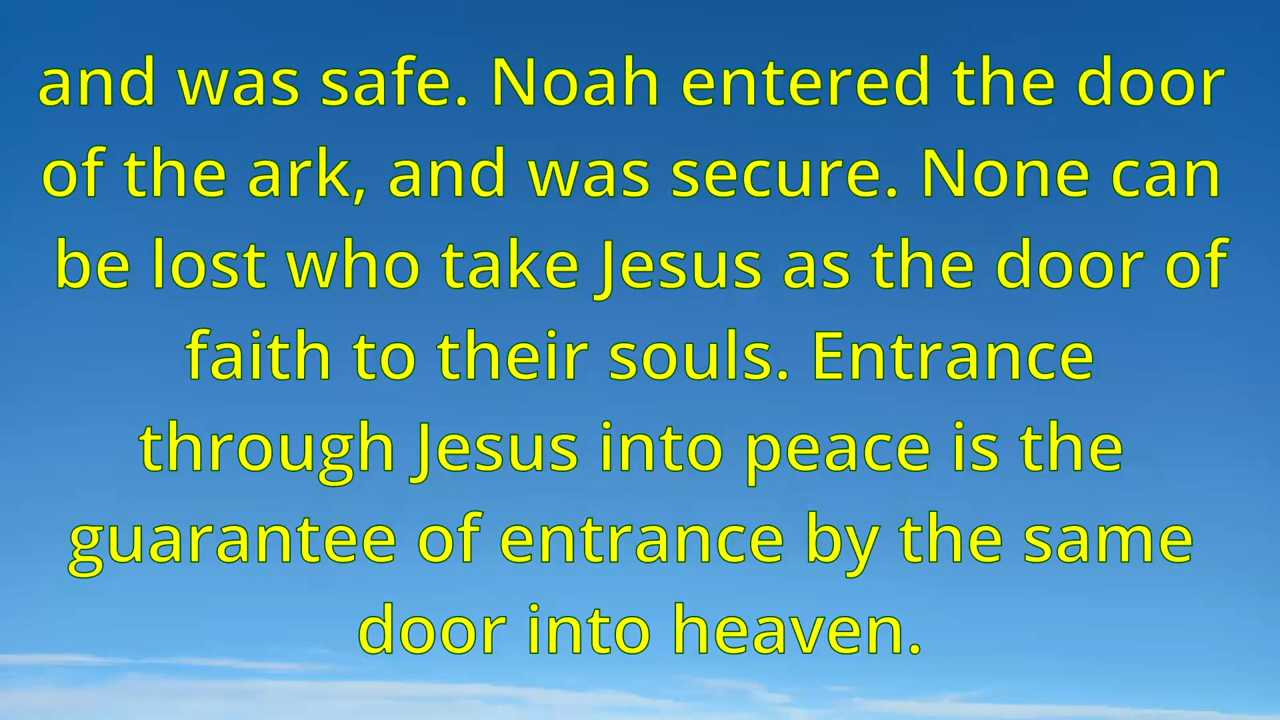 and was safe. Noah entered the door
of the ark, and was secure. None can
be lost who take Jesus as the door of
faith to their souls. Entrance
through Jesus into peace is the
guarantee of entrance by the same
door into heaven.